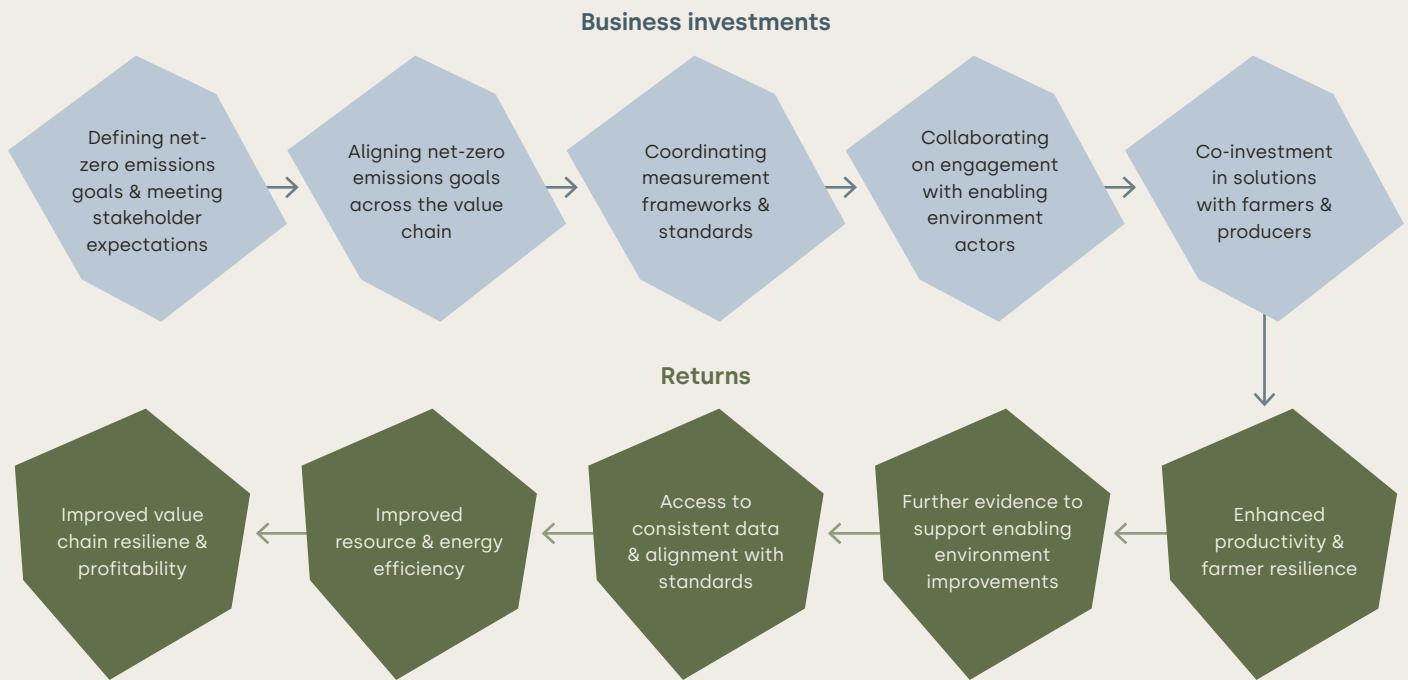 Business investments
Defining net-
zero emissions
goals & meeting
stakeholder
expectations
Aligning net-zero
emissions goals
across the value
chain
Coordinating
measurement
frameworks &
standards
Collaborating
on engagement
with enabling
environment
actors
Co-investment
in solutions
with farmers &
producers
Returns
Improved value
chain resiliene &
profitability
Improved
resource & energy
efficiency
Access to
consistent data
& alignment with
standards
Further evidence to
support enabling
environment
improvements
Enhanced
productivity &
farmer resilience